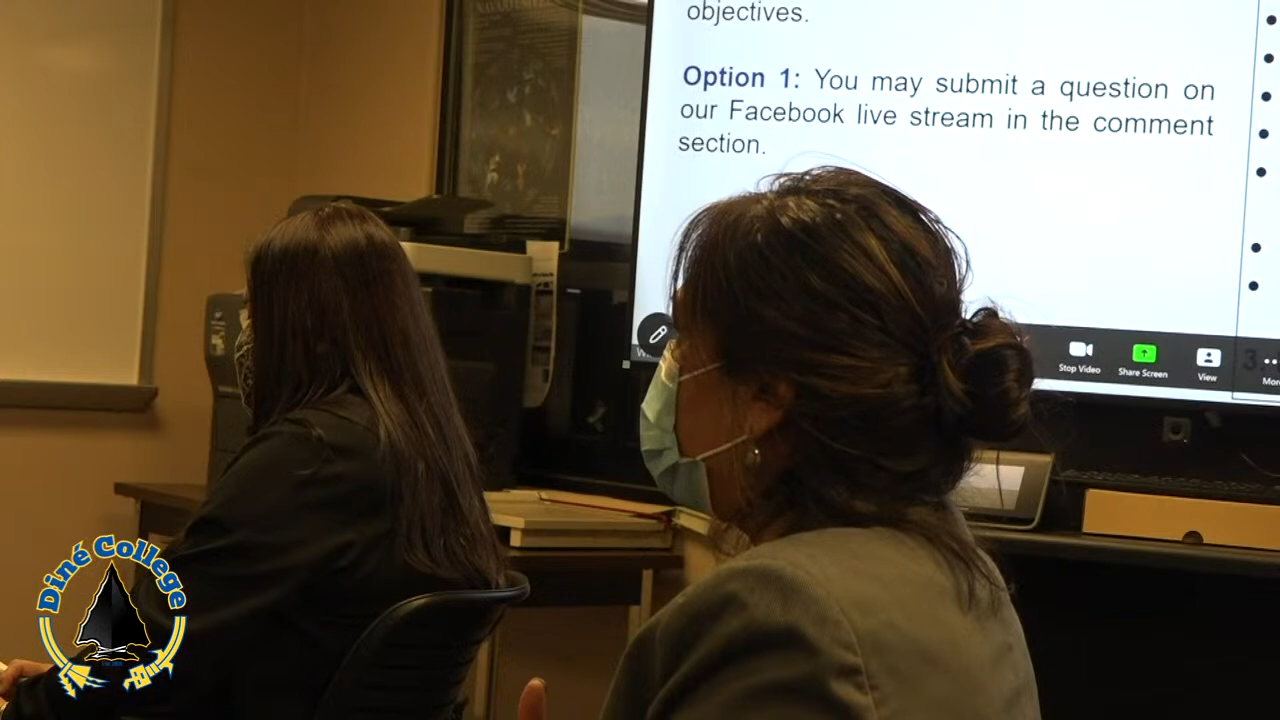 objectives.
Option 1: You may submit a question on
our Facebook live stream in the comment
section.
Stop Video
Share Screen
View
More
Diné College